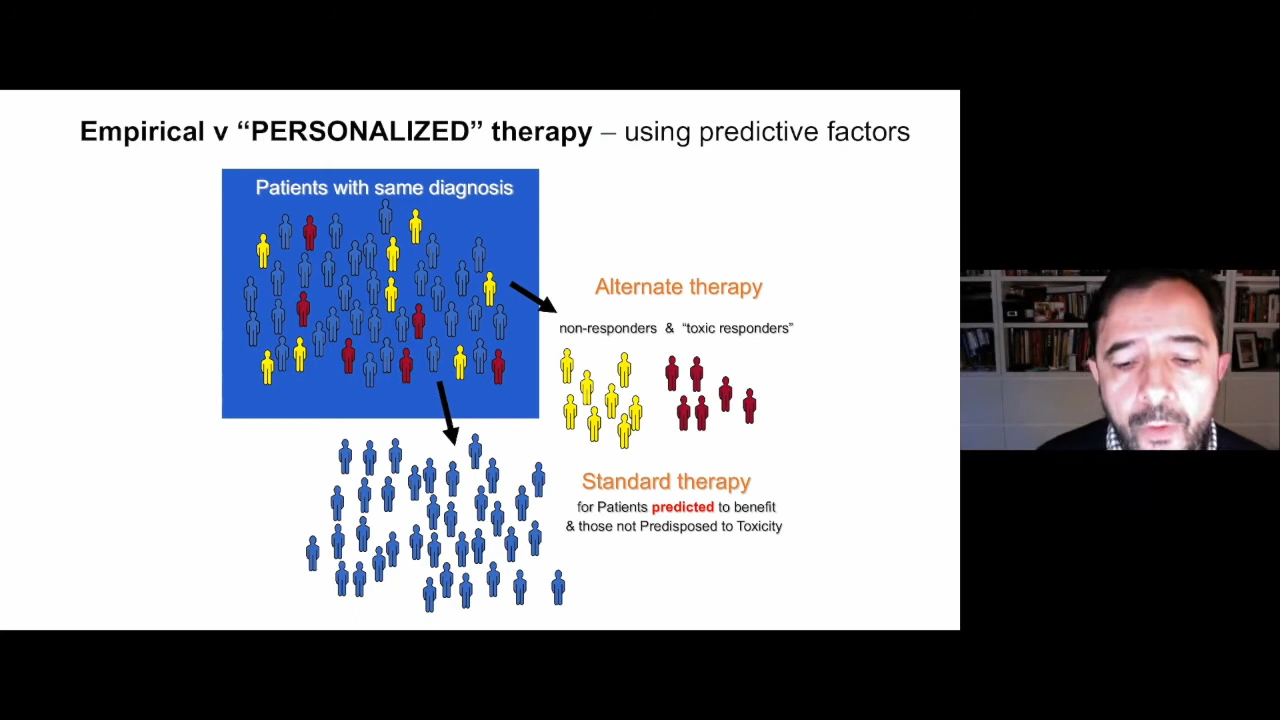 Empirical v “PERSONALIZED” therapy – using predictive factors
Patients with same diagnosis
Alternate therapy
non-responders & “toxic responders”
Standard therapy
for Patients predicted to benefit
& those not Predisposed to Toxicity